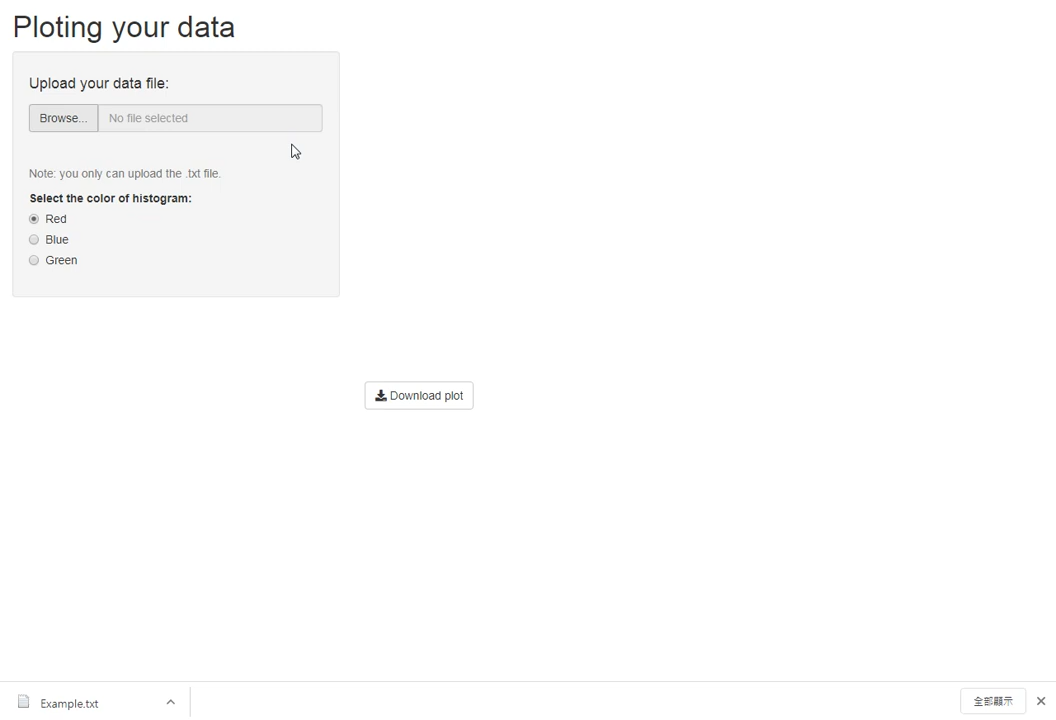 Ploting your data
Upload your data file:
Browse... No file selected
Note: you only can upload the .txt file.
Select the color of histogram:
Red
Blue
Green
Download plot
Example.txt
全部顯示